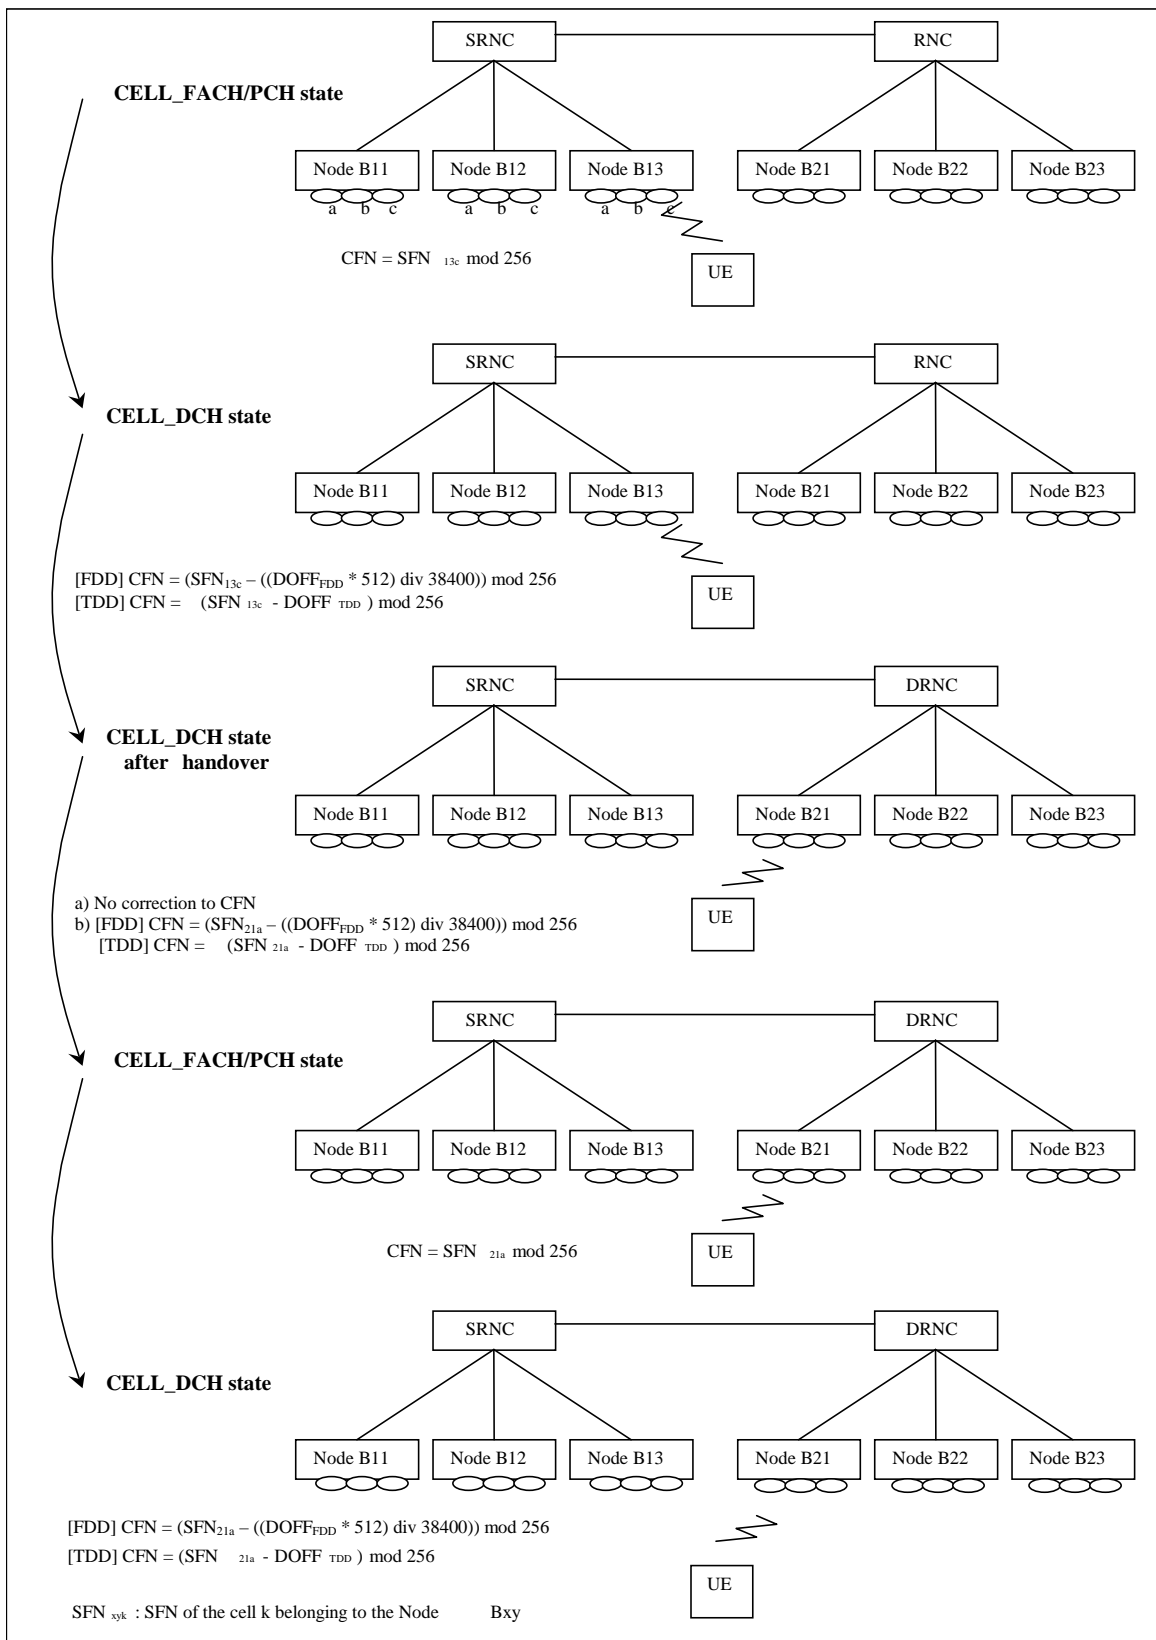 SRNC RNC
CELL_FACH/PCH state
Node B11 Node B12 Node B13 Node B21 Node B22 Node B23
a b c a b c a b c
CFN = SFN 13c mod 256
UE
SRNC RNC
CELL_DCH state
Node B11 Node B12 Node B13 Node B21 Node B22 Node B23
[FDD] CFN = (SFN13c – ((DOFFFDD * 512) div 38400)) mod 256
[TDD] CFN = (SFN 13c - DOFF TDD ) mod 256
UE
SRNC DRNC
CELL_DCH state
after handover
Node B11 Node B12 Node B13 Node B21 Node B22 Node B23
a) No correction to CFN
b) [FDD] CFN = (SFN21a – ((DOFFFDD * 512) div 38400)) mod 256
[TDD] CFN = (SFN 21a - DOFF TDD ) mod 256
UE
SRNC DRNC
CELL_FACH/PCH state
Node B11 Node B12 Node B13 Node B21 Node B22 Node B23
CFN = SFN 21a mod 256
UE
SRNC DRNC
CELL_DCH state
Node B11 Node B12 Node B13 Node B21 Node B22 Node B23
[FDD] CFN = (SFN21a – ((DOFFFDD * 512) div 38400)) mod 256
[TDD] CFN = (SFN 21a - DOFF TDD ) mod 256
UE
SFN xyk : SFN of the cell k belonging to the Node Bxy